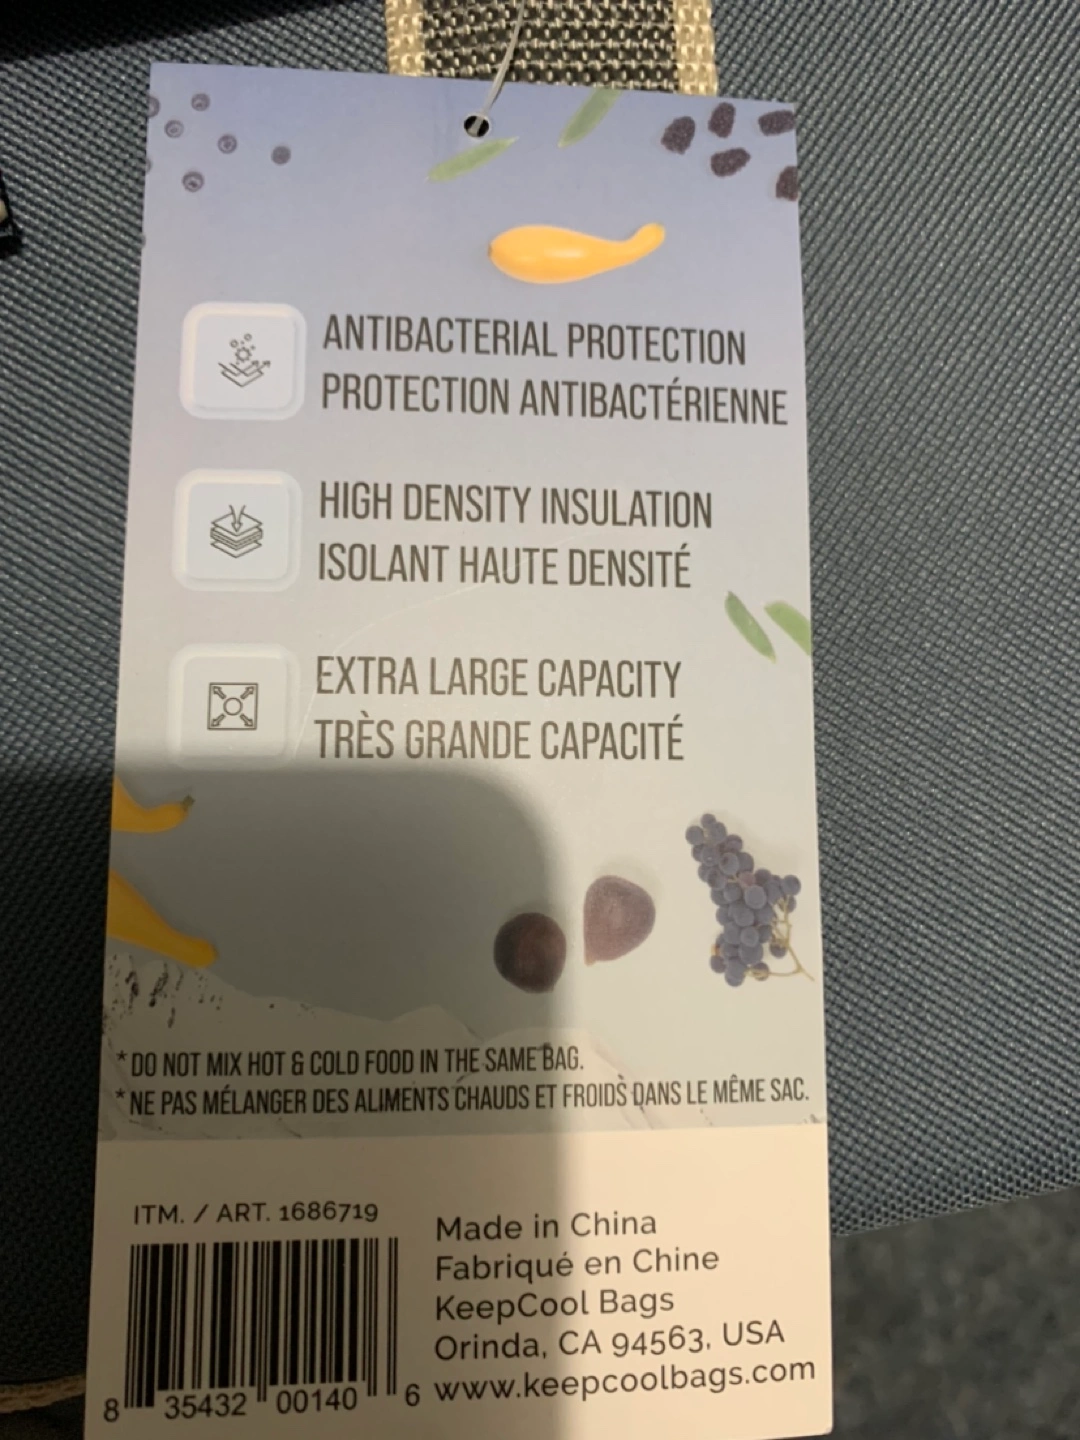 ANTIBACTERIAL PROTECTION
PROTECTION ANTIBACTÉRIENNE
HIGH DENSITY INSULATION
ISOLANT HAUTE DENSITÉ
EXTRA LARGE CAPACITY
TRÈS GRANDE CAPACITÉ
* DO NOT MIX HOT & COLD FOOD IN THE SAME BAG.
* NE PAS MÉLANGER DES ALIMENTS CHAUDS ET FROIDS DANS LE MÊME SAC.
ITM. / ART. 1686719
8 35432 00140 6
Made in China
Fabriqué en Chine
KeepCool Bags
Orinda, CA 94563, USA
www.keepcoolbags.com